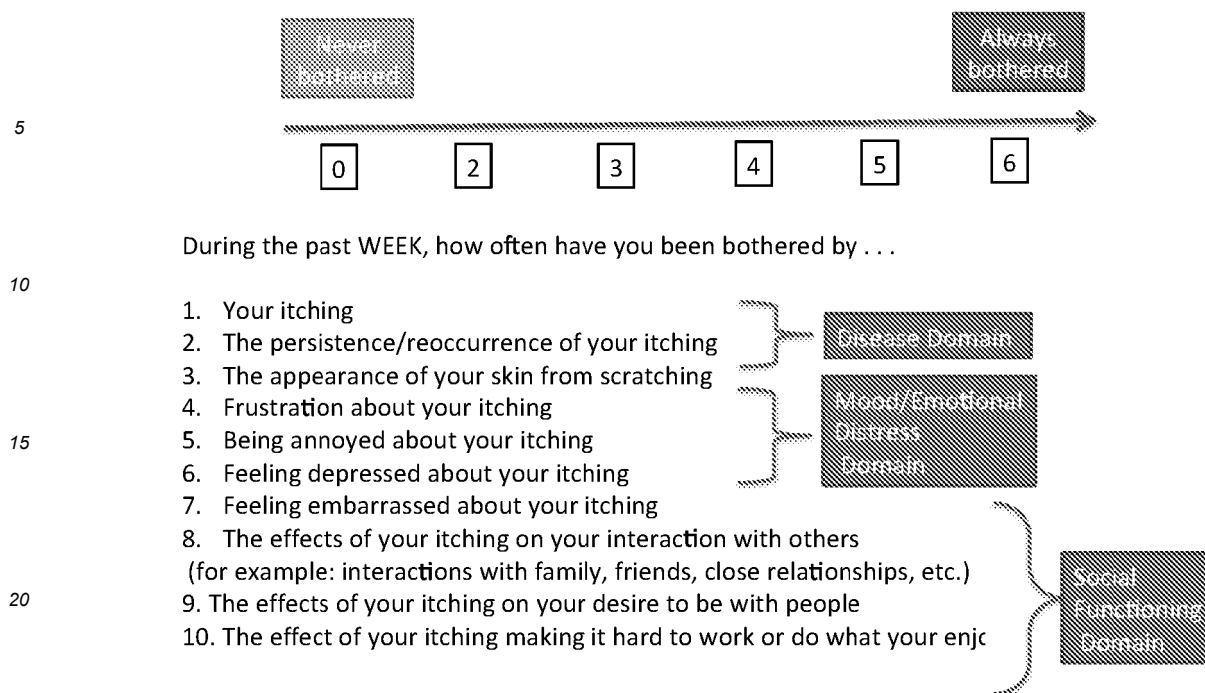 Never Always
bothered bothered
5
0 2 3 4 5 6
During the past WEEK, how often have you been bothered by . . .
10
1. Your itching
2. The persistence/reoccurrence of your itching Disease Domain
3. The appearance of your skin from scratching
4. Frustration about your itching Mood/Emotional
15 5. Being annoyed about your itching Distress
6. Feeling depressed about your itching Domain
7. Feeling embarrassed about your itching
8. The effects of your itching on your interaction with others
(for example: interactions with family, friends, close relationships, etc.) Social
20 9. The effects of your itching on your desire to be with people Functioning
10. The effect of your itching making it hard to work or do what your enjo Domain